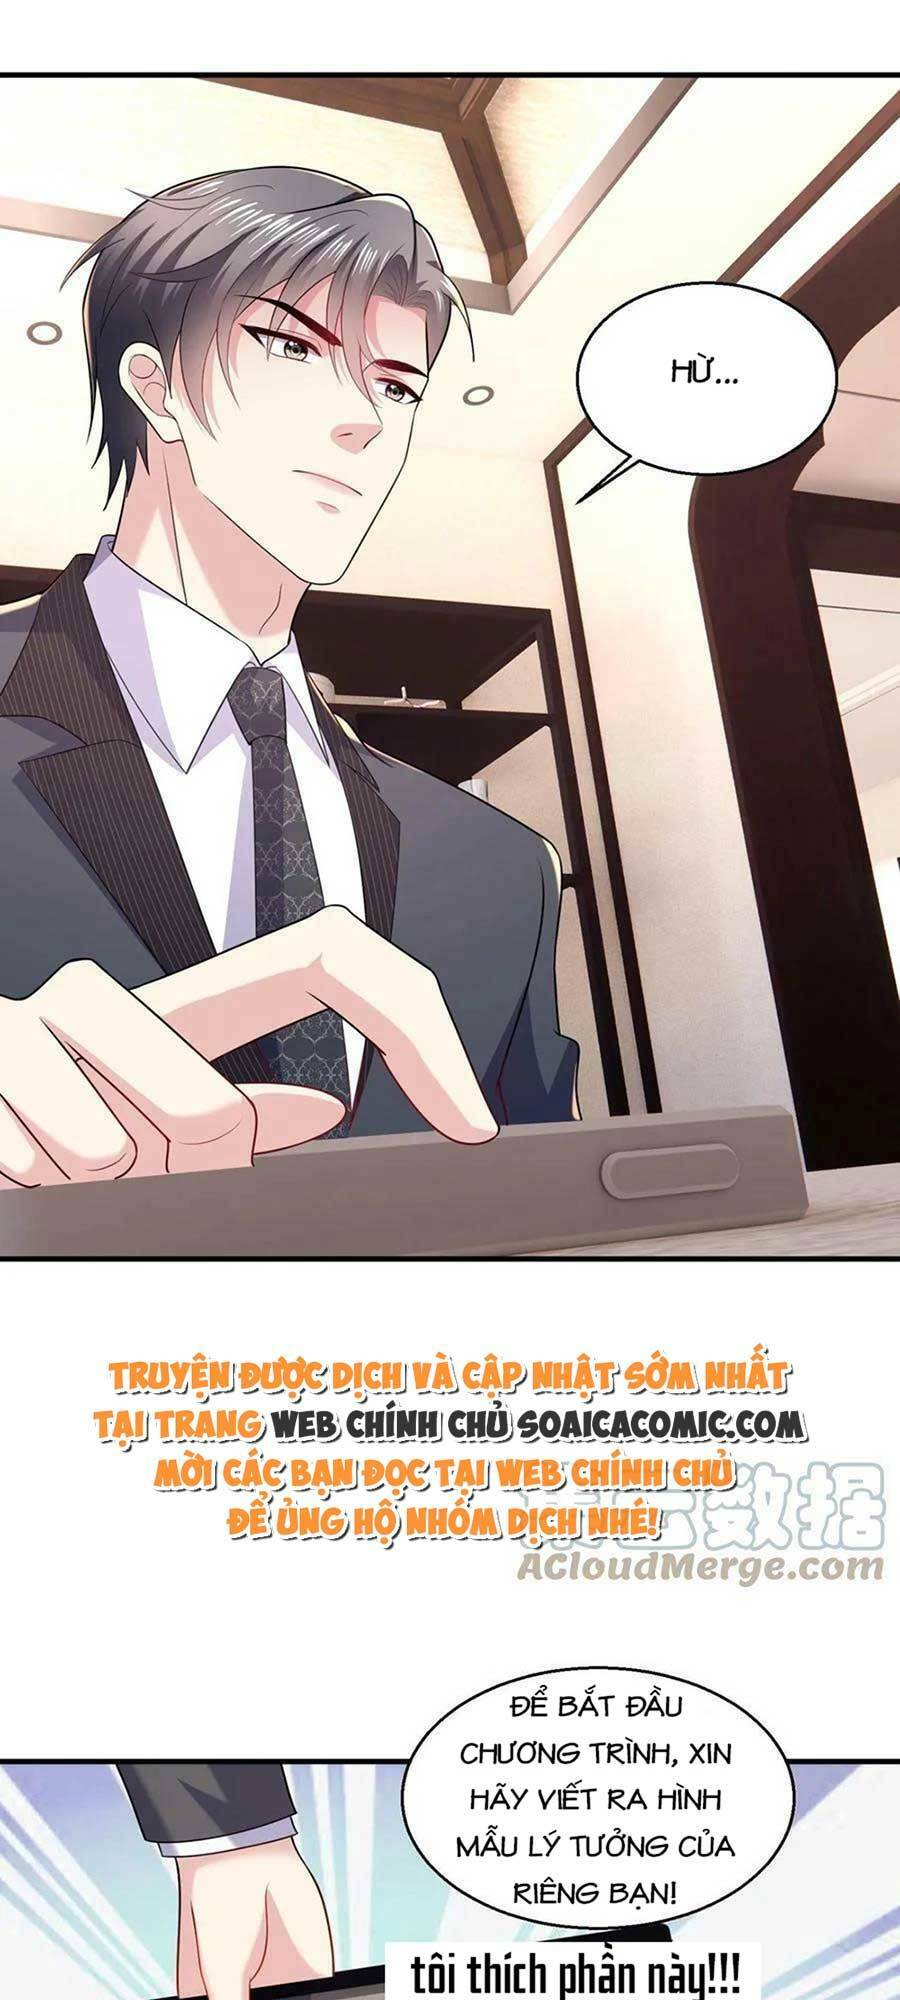 HỪ...
TRUYỆN ĐƯỢC DỊCH VÀ CẬP NHẬT SỚM NHẤT
TẠI TRANG WEB CHÍNH CHỦ SOAICACOMIC.COM
MỜI CÁC BẠN ĐỌC TẠI WEB CHÍNH CHỦ
ĐỂ ỦNG HỘ NHÓM DỊCH NHÉ!
数据
ACloudMerge.com
ĐỂ BẮT ĐẦU
CHƯƠNG TRÌNH, XIN
HÃY VIẾT RA HÌNH
MẪU LÝ TƯỞNG CỦA
RIÊNG BẠN!
tôi thích phần này!!!